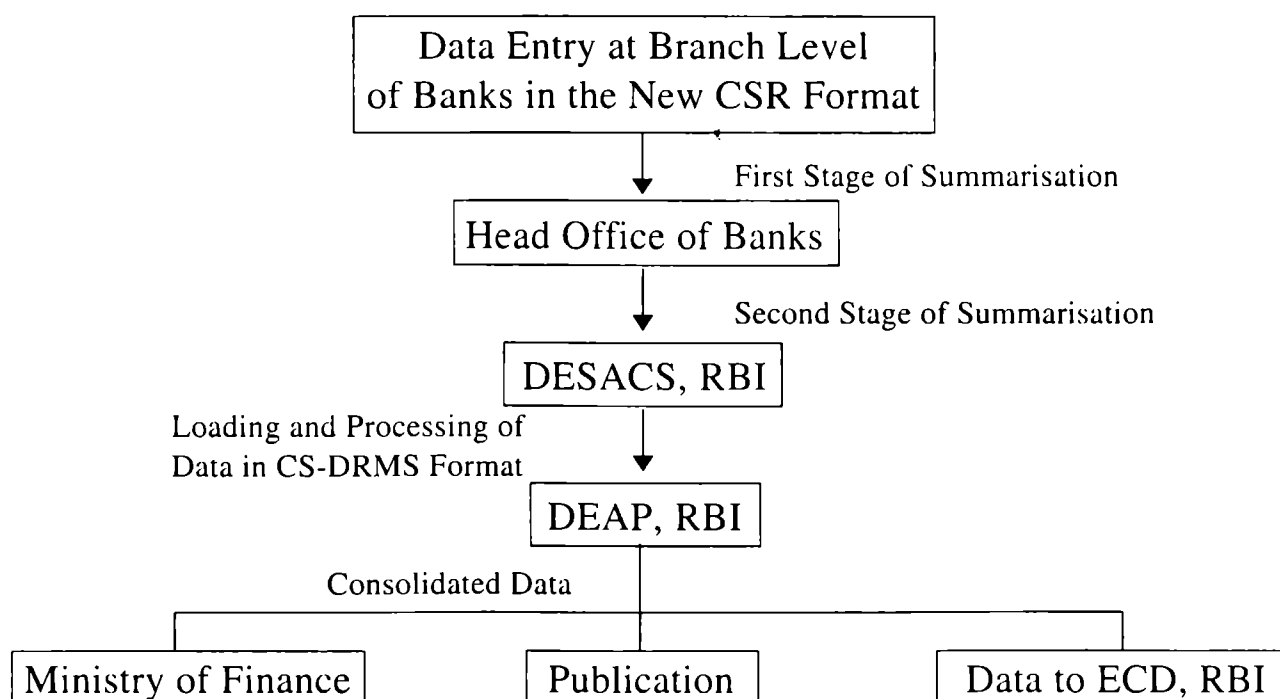 Data Entry at Branch Level
of Banks in the New CSR Format
First Stage of Summarisation
Head Office of Banks
Second Stage of Summarisation
DESACS, RBI
Loading and Processing of
Data in CS-DRMS Format
DEAP, RBI
Consolidated Data
Ministry of Finance
Publication
Data to ECD, RBI